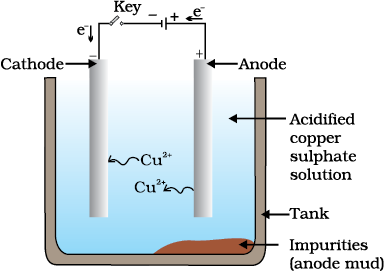 Key
e⁻
− +
e⁻
−
+
Cathode
Anode
Acidified
copper
sulphate
solution
Cu²⁺
Cu²⁺
Tank
Impurities
(anode mud)